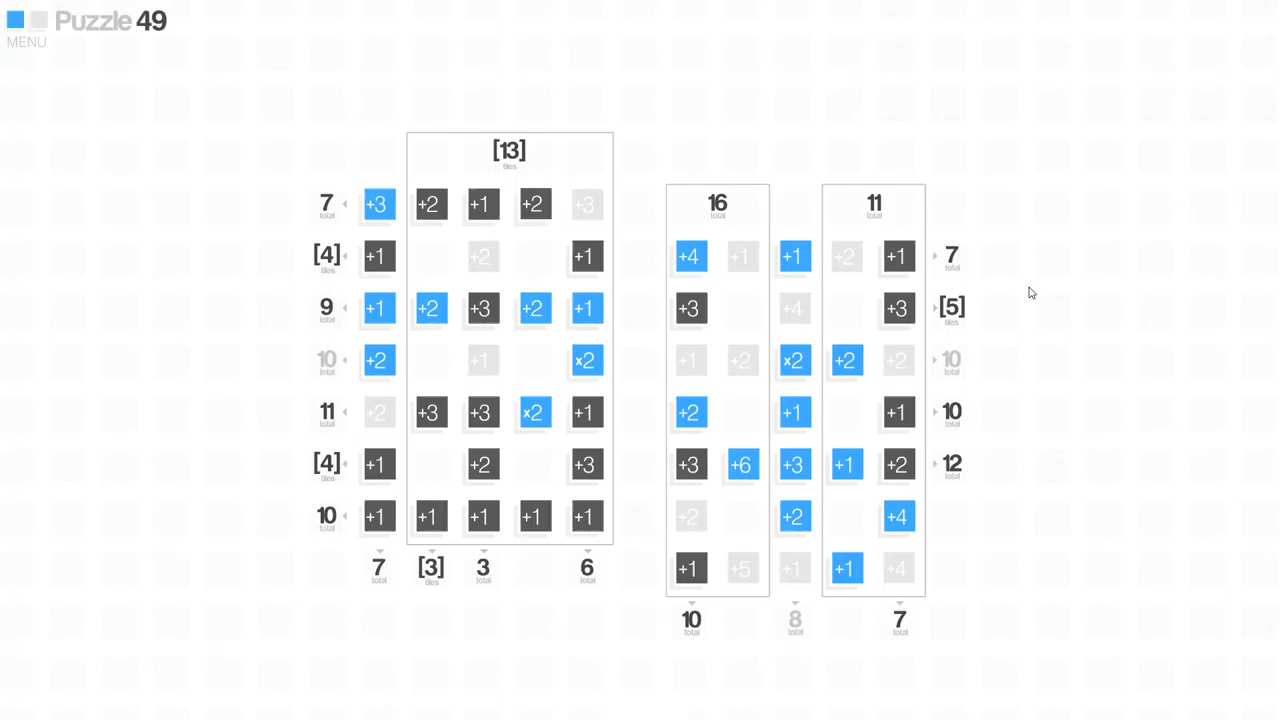 Puzzle 49
MENU
[13]
tiles
7 total +3 +2 +1 +2 +3
16 total 11 total
[4] tiles +1 +2 +1 +4 +1 +1 +2 +1 7 total
9 total +1 +2 +3 +2 +1 +3 +4 +3 [5] tiles
10 total +2 +1 x2 +1 +2 x2 +2 +2 10 total
11 total +2 +3 +3 x2 +1 +2 +1 +1 10 total
[4] tiles +1 +2 +3 +3 +6 +3 +1 +2 12 total
10 total +1 +1 +1 +1 +1 +2 +2 +4
7 total [3] tiles 3 total 6 total +1 +5 +1 +1 +4
10 total 8 total 7 total